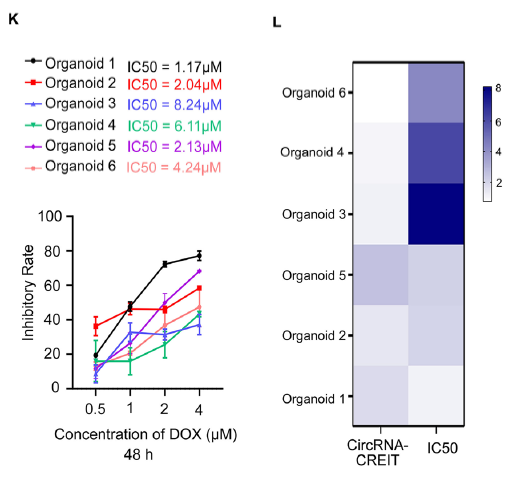 K
Organoid 1 IC50 = 1.17μM
Organoid 2 IC50 = 2.04μM
Organoid 3 IC50 = 8.24μM
Organoid 4 IC50 = 6.11μM
Organoid 5 IC50 = 2.13μM
Organoid 6 IC50 = 4.24μM
Inhibitory Rate
100
80
60
40
20
0
0.5 1 2 4
Concentration of DOX (μM)
48 h
L
Organoid 6
Organoid 4
Organoid 3
Organoid 5
Organoid 2
Organoid 1
CircRNA-
CREIT
IC50
8
6
4
2